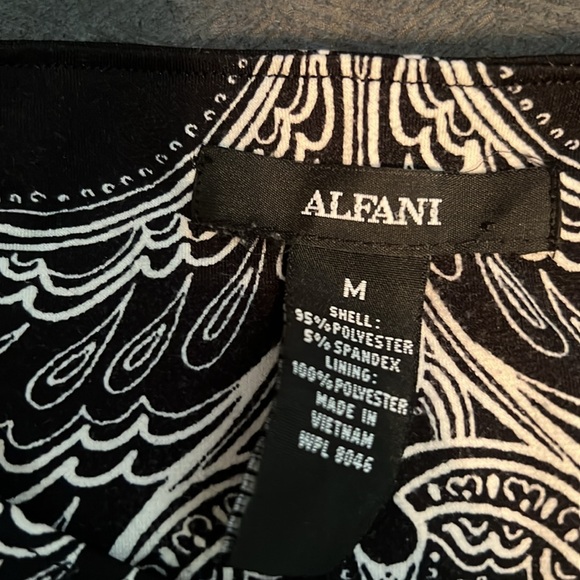 ALFANI
M
SHELL:
95%POLYESTER
5% SPANDEX
LINING:
100%POLYESTER
MADE IN
VIETNAM
WPL 8046